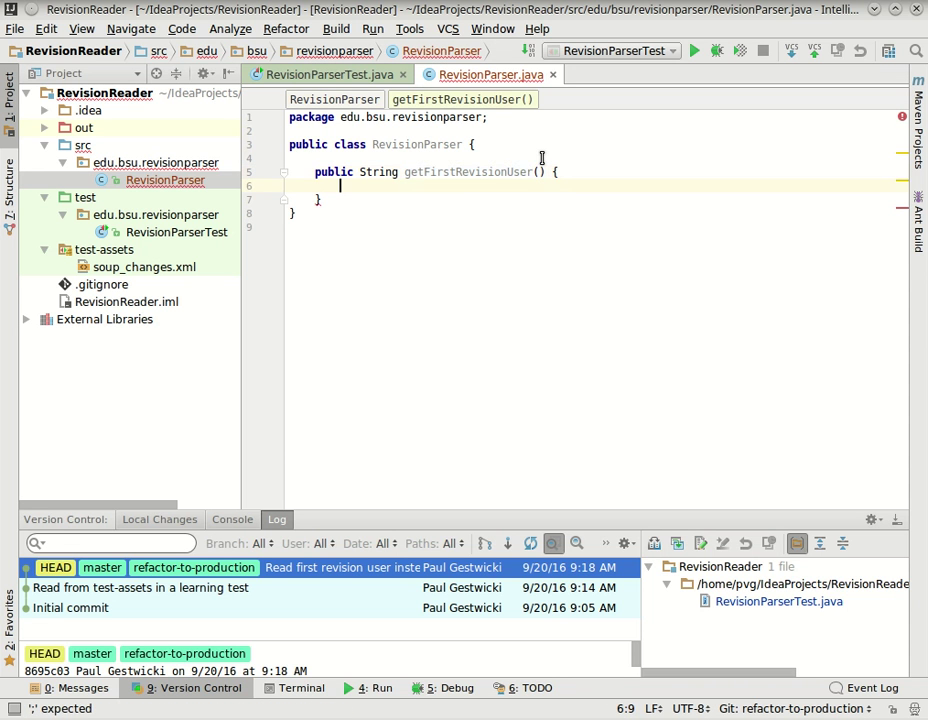 RevisionReader - [~/IdeaProjects/RevisionReader] - [RevisionReader] - ~/IdeaProjects/RevisionReader/src/edu/bsu/revisionparser/RevisionParser.java - Intelli...
File Edit View Navigate Code Analyze Refactor Build Run Tools VCS Window Help
RevisionReader src edu bsu revisionparser RevisionParser RevisionParserTest VCS VCS
1: Project
7: Structure
2: Favorites
Project
RevisionReader ~/IdeaProjects/
.idea
out
src
edu.bsu.revisionparser
RevisionParser
test
edu.bsu.revisionparser
RevisionParserTest
test-assets
soup_changes.xml
.gitignore
RevisionReader.iml
External Libraries
RevisionParserTest.java × RevisionParser.java ×
RevisionParser getFirstRevisionUser()
1 package edu.bsu.revisionparser;
2
3 public class RevisionParser {
4
5 public String getFirstRevisionUser() {
6
7 }
8 }
9
Maven Projects
Ant Build
Version Control: Local Changes Console Log
Branch: All User: All Date: All Paths: All
HEAD master refactor-to-production Read first revision user inste Paul Gestwicki 9/20/16 9:18 AM
Read from test-assets in a learning test Paul Gestwicki 9/20/16 9:14 AM
Initial commit Paul Gestwicki 9/20/16 9:05 AM
HEAD master refactor-to-production
8695c03 Paul Gestwicki on 9/20/16 at 9:18 AM
RevisionReader 1 file
/home/pvg/IdeaProjects/RevisionReade
RevisionParserTest.java
0: Messages 9: Version Control Terminal 4: Run 5: Debug 6: TODO Event Log
';' expected 6:9 LF UTF-8 Git: refactor-to-production